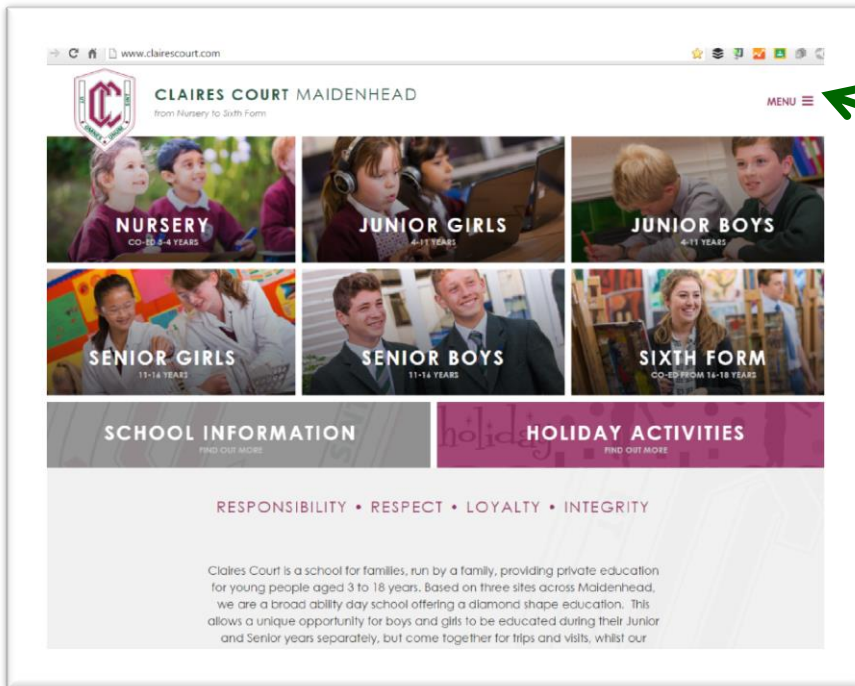 www.clairescourt.com
CLAIRES COURT MAIDENHEAD
from Nursery to Sixth Form
MENU
NURSERY
CO-ED 3-4 YEARS
JUNIOR GIRLS
4-11 YEARS
JUNIOR BOYS
4-11 YEARS
SENIOR GIRLS
11-16 YEARS
SENIOR BOYS
11-16 YEARS
SIXTH FORM
CO-ED FROM 16-18 YEARS
SCHOOL INFORMATION
FIND OUT MORE
holiday
HOLIDAY ACTIVITIES
FIND OUT MORE
RESPONSIBILITY • RESPECT • LOYALTY • INTEGRITY
Claires Court is a school for families, run by a family, providing private education
for young people aged 3 to 18 years. Based on three sites across Maidenhead,
we are a broad ability day school offering a diamond shape education. This
allows a unique opportunity for boys and girls to be educated during their Junior
and Senior years separately, but come together for trips and visits, whilst our